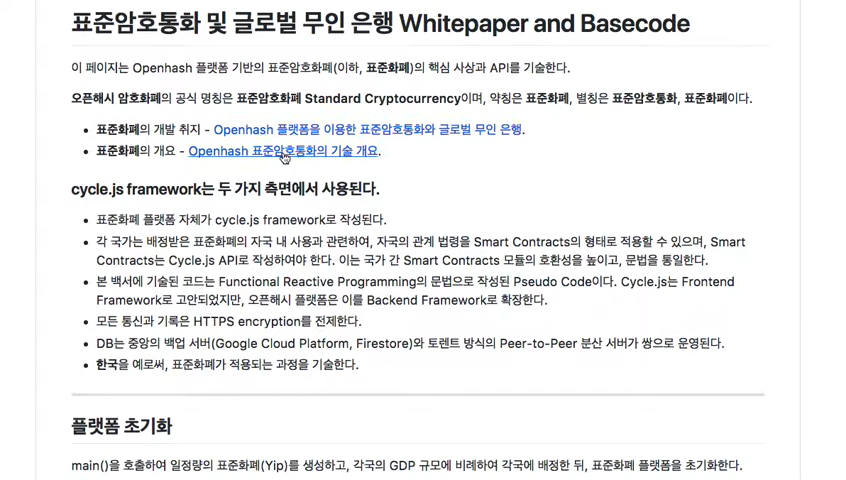 표준암호통화 및 글로벌 무인 은행 Whitepaper and Basecode
이 페이지는 Openhash 플랫폼 기반의 표준암호화폐(이하, 표준화폐)의 핵심 사상과 API를 기술한다.
오픈해시 암호화폐의 공식 명칭은 표준암호화폐 Standard Cryptocurrency이며, 약칭은 표준화폐, 별칭은 표준암호통화, 표준화폐이다.
표준화폐의 개발 취지 - Openhash 플랫폼을 이용한 표준암호통화와 글로벌 무인 은행.
표준화폐의 개요 - Openhash 표준암호통화의 기술 개요.
cycle.js framework는 두 가지 측면에서 사용된다.
표준화폐 플랫폼 자체가 cycle.js framework로 작성된다.
각 국가는 배정받은 표준화폐의 자국 내 사용과 관련하여, 자국의 관계 법령을 Smart Contracts의 형태로 적용할 수 있으며, Smart
Contracts는 Cycle.js API로 작성하여야 한다. 이는 국가 간 Smart Contracts 모듈의 호환성을 높이고, 문법을 통일한다.
본 백서에 기술된 코드는 Functional Reactive Programming의 문법으로 작성된 Pseudo Code이다. Cycle.js는 Frontend
Framework로 고안되었지만, 오픈해시 플랫폼은 이를 Backend Framework로 확장한다.
모든 통신과 기록은 HTTPS encryption를 전제한다.
DB는 중앙의 백업 서버(Google Cloud Platform, Firestore)와 토렌트 방식의 Peer-to-Peer 분산 서버가 쌍으로 운영된다.
한국을 예로써, 표준화폐가 적용되는 과정을 기술한다.
플랫폼 초기화
main()을 호출하여 일정량의 표준화폐(Yip)를 생성하고, 각국의 GDP 규모에 비례하여 각국에 배정한 뒤, 표준화폐 플랫폼을 초기화한다.